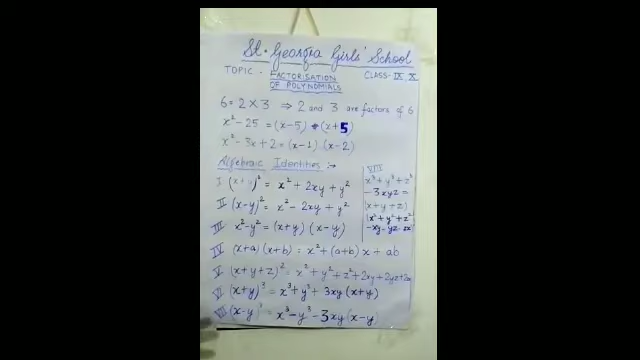 St. Georgia Girls' School
TOPIC - FACTORISATION OF POLYNOMIALS
CLASS- IX X
6 = 2 × 3 ⇒ 2 and 3 are factors of 6
x² - 25 = (x-5) (x+5)
x² - 3x + 2 = (x-1) (x-2)
Algebraic Identities :-
I (x+y)² = x² + 2xy + y²
II (x-y)² = x² - 2xy + y²
III x² - y² = (x+y) (x-y)
IV (x+a) (x+b) = x² + (a+b) x + ab
V (x+y+z)² = x² + y² + z² + 2xy + 2yz + 2zx
VI (x+y)³ = x³ + y³ + 3xy (x+y)
VII (x-y)³ = x³ - y³ - 3xy (x-y)
VIII
x³ + y³ + z³
- 3xyz =
(x+y+z)
(x² + y² + z²
-xy - yz - zx)